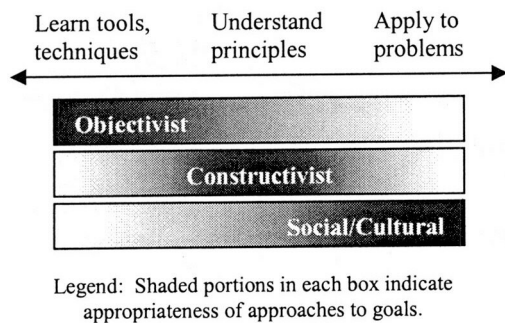 Learn tools, Understand Apply to
techniques principles problems
Objectivist
Constructivist
Social/Cultural
Legend: Shaded portions in each box indicate
appropriateness of approaches to goals.